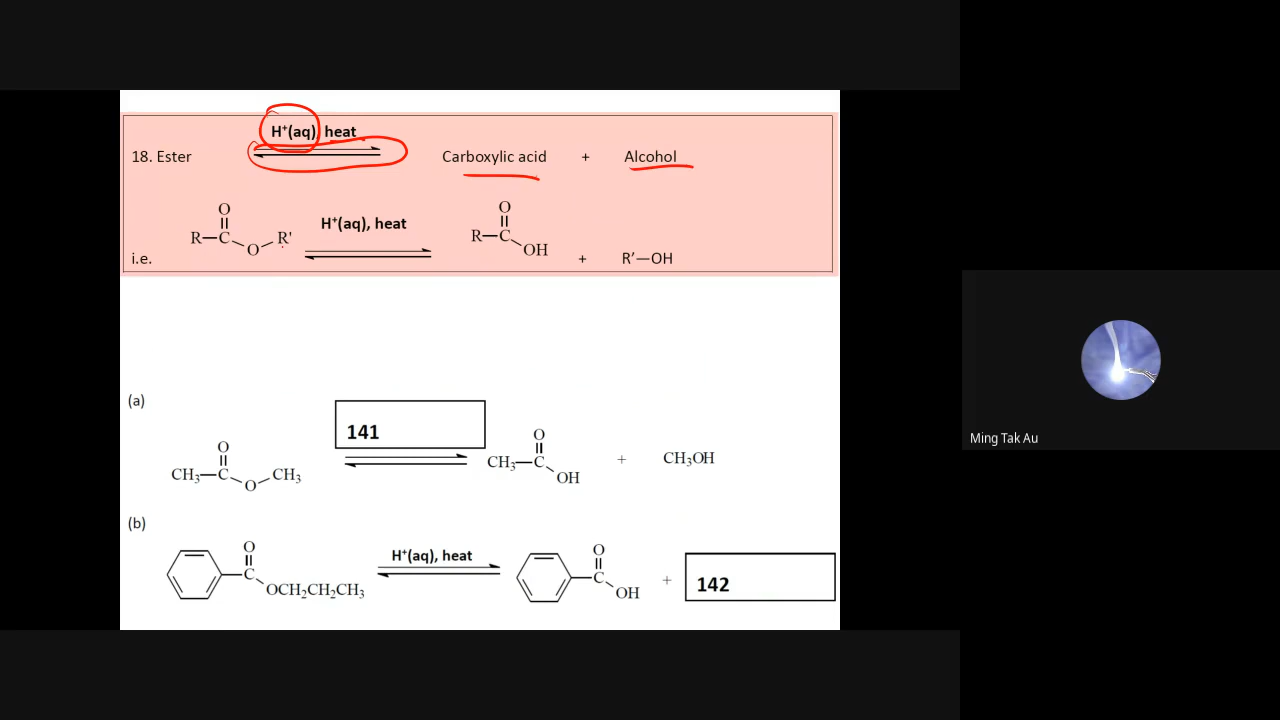 H⁺(aq), heat
18. Ester Carboxylic acid + Alcohol
O O
|| H⁺(aq), heat ||
R—C R' R—C
O OH
i.e. + R’—OH
(a)
141
O O
|| ||
CH₃—C CH₃ CH₃—C + CH₃OH
O OH
(b)
O H⁺(aq), heat O
|| ||
C C + 142
OCH₂CH₂CH₃ OH
Ming Tak Au